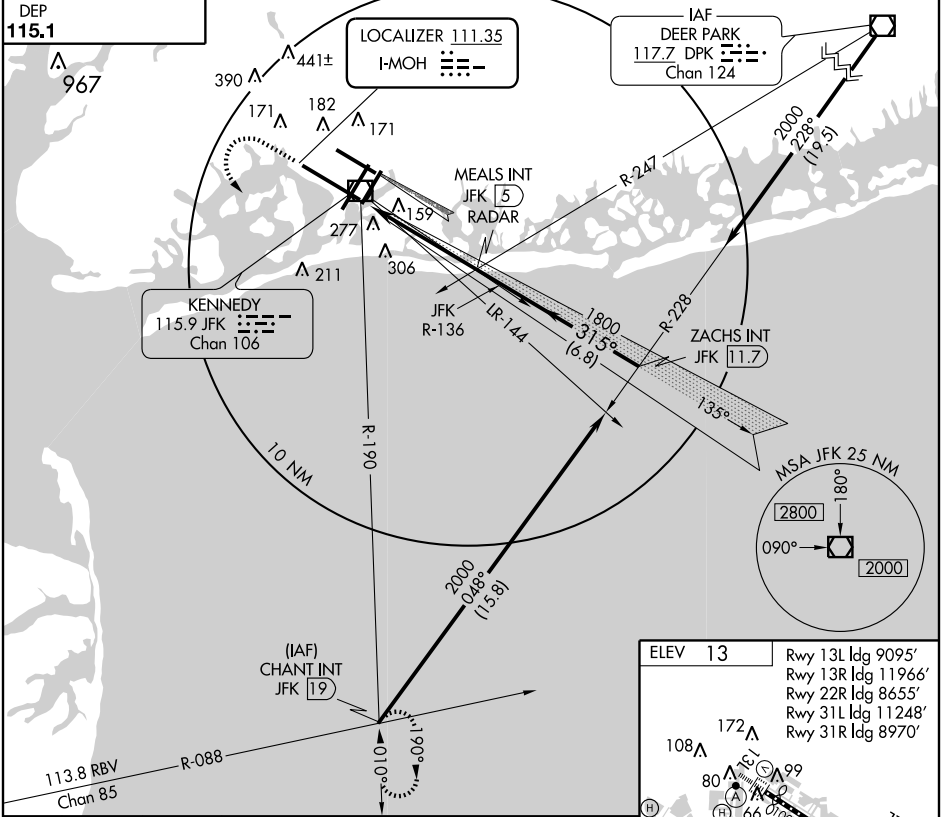 DEP
115.1
967
390
441±
171
182
171
LOCALIZER 111.35
I-MOH
IAF
DEER PARK
117.7 DPK
Chan 124
2000
228°
(19.5)
R-247
MEALS INT
JFK 5
RADAR
159
277
306
211
KENNEDY
115.9 JFK
Chan 106
JFK
R-136
LR-144
1800
315°
(6.8)
R-228
ZACHS INT
JFK 11.7
135°
R-190
10 NM
MSA JFK 25 NM
180°
2800
090°
2000
2000
048°
(15.8)
(IAF)
CHANT INT
JFK 19
010°
190°
113.8 RBV
Chan 85
R-088
ELEV 13
Rwy 13L ldg 9095'
Rwy 13R ldg 11966'
Rwy 22R ldg 8655'
Rwy 31L ldg 11248'
Rwy 31R ldg 8970'
172
108
13L
V
99
80
A
66
H
H